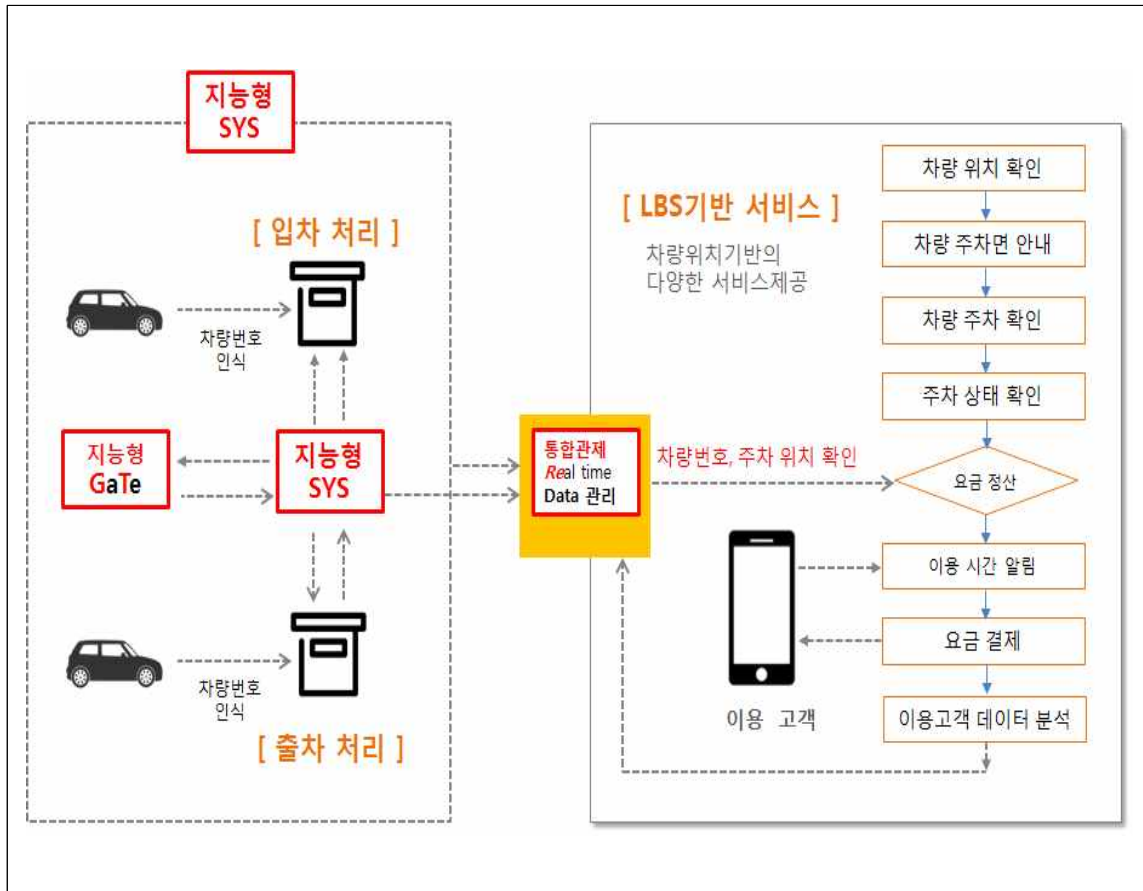 지능형
SYS
[ 입차 처리 ]
차량번호
인식
지능형
GaTe
지능형
SYS
차량번호
인식
[ 출차 처리 ]
통합관제
Real time
Data 관리
[ LBS기반 서비스 ]
차량위치기반의
다양한 서비스제공
차량번호, 주차 위치 확인
이용 고객
차량 위치 확인
차량 주차면 안내
차량 주차 확인
주차 상태 확인
요금 정산
이용 시간 알림
요금 결제
이용고객 데이터 분석